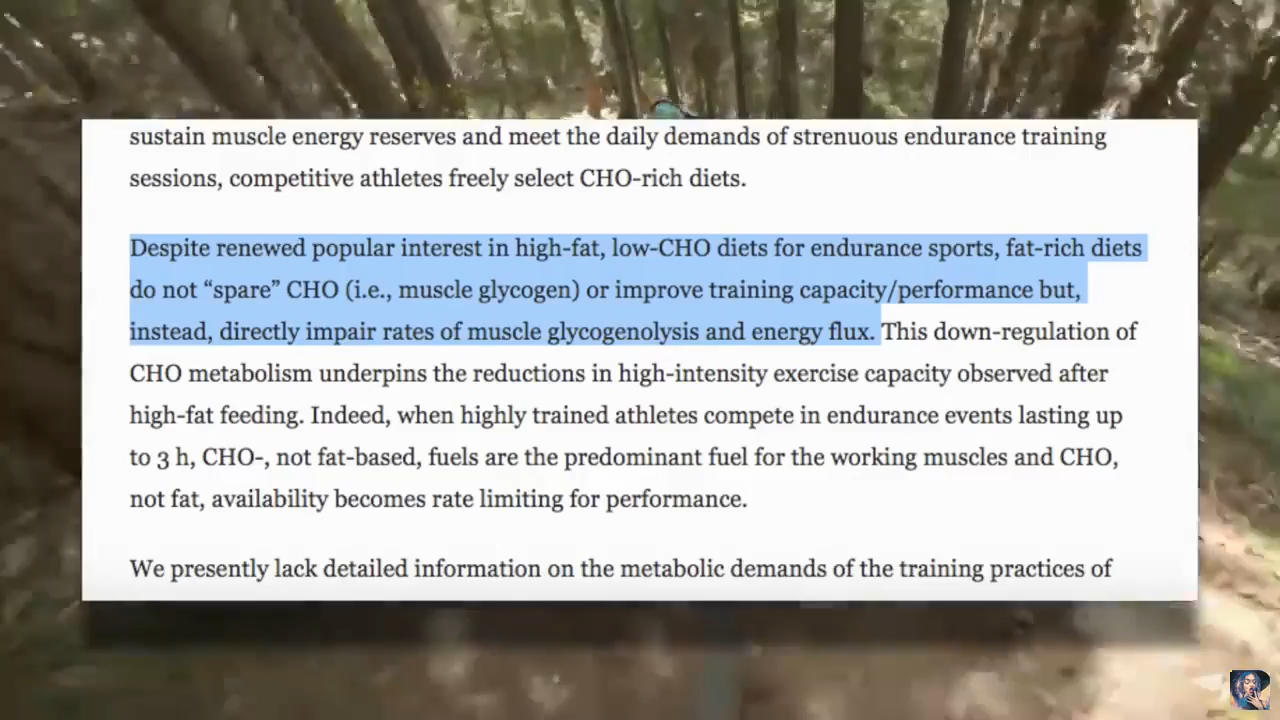 sustain muscle energy reserves and meet the daily demands of strenuous endurance training
sessions, competitive athletes freely select CHO-rich diets.
Despite renewed popular interest in high-fat, low-CHO diets for endurance sports, fat-rich diets
do not “spare” CHO (i.e., muscle glycogen) or improve training capacity/performance but,
instead, directly impair rates of muscle glycogenolysis and energy flux. This down-regulation of
CHO metabolism underpins the reductions in high-intensity exercise capacity observed after
high-fat feeding. Indeed, when highly trained athletes compete in endurance events lasting up
to 3 h, CHO-, not fat-based, fuels are the predominant fuel for the working muscles and CHO,
not fat, availability becomes rate limiting for performance.
We presently lack detailed information on the metabolic demands of the training practices of